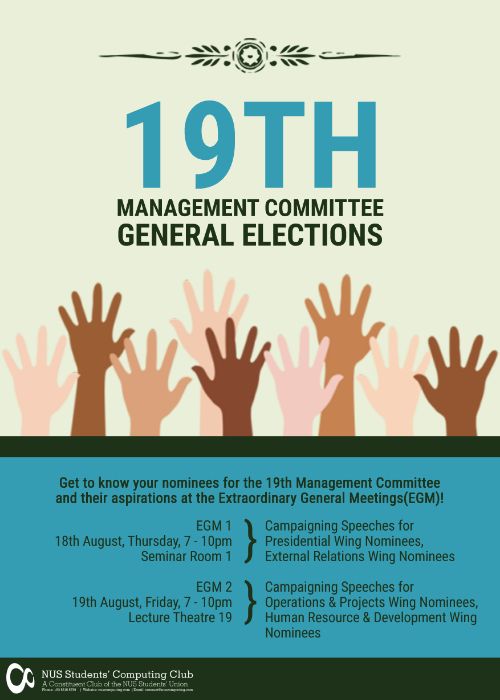 19TH
MANAGEMENT COMMITTEE
GENERAL ELECTIONS
Get to know your nominees for the 19th Management Committee
and their aspirations at the Extraordinary General Meetings(EGM)!
EGM 1
18th August, Thursday, 7 - 10pm
Seminar Room 1
Campaigning Speeches for
Presidential Wing Nominees,
External Relations Wing Nominees
EGM 2
19th August, Friday, 7 - 10pm
Lecture Theatre 19
Campaigning Speeches for
Operations & Projects Wing Nominees,
Human Resource & Development Wing
Nominees
NUS Students' Computing Club
A Constituent Club of the NUS Students' Union